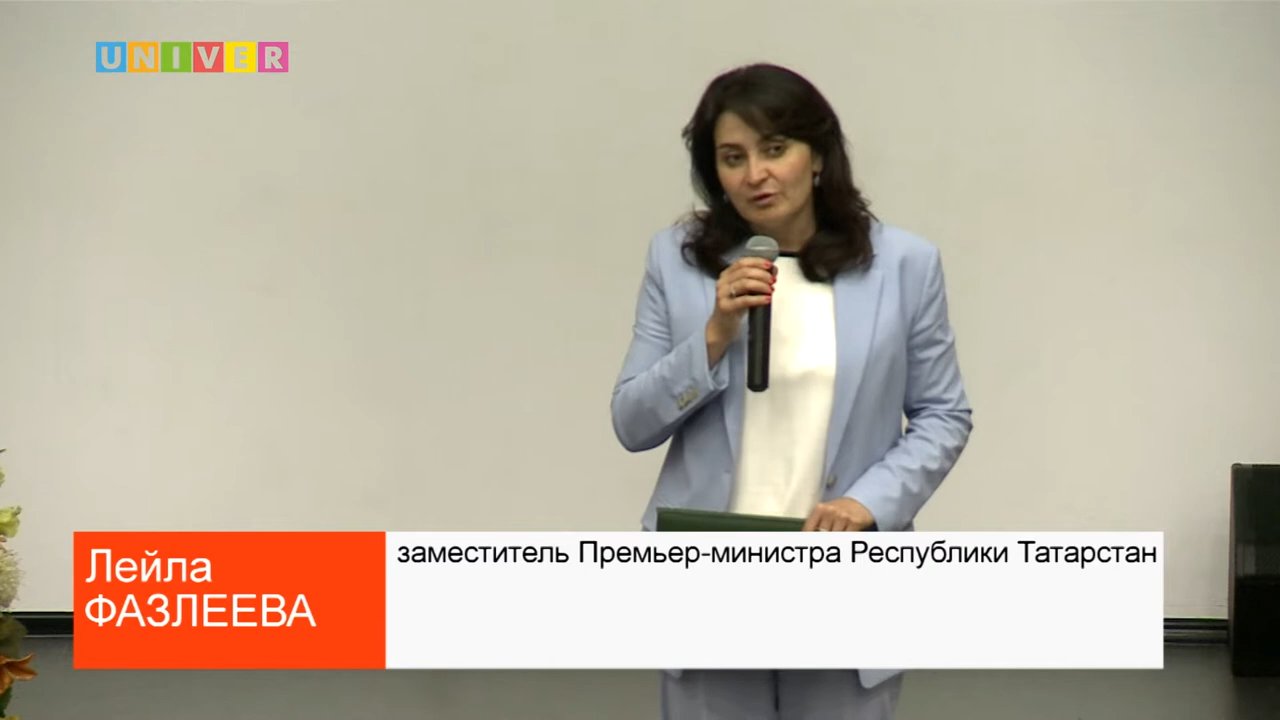 UNIVER
Лейла
ФАЗЛЕЕВА
заместитель Премьер-министра Республики Татарстан